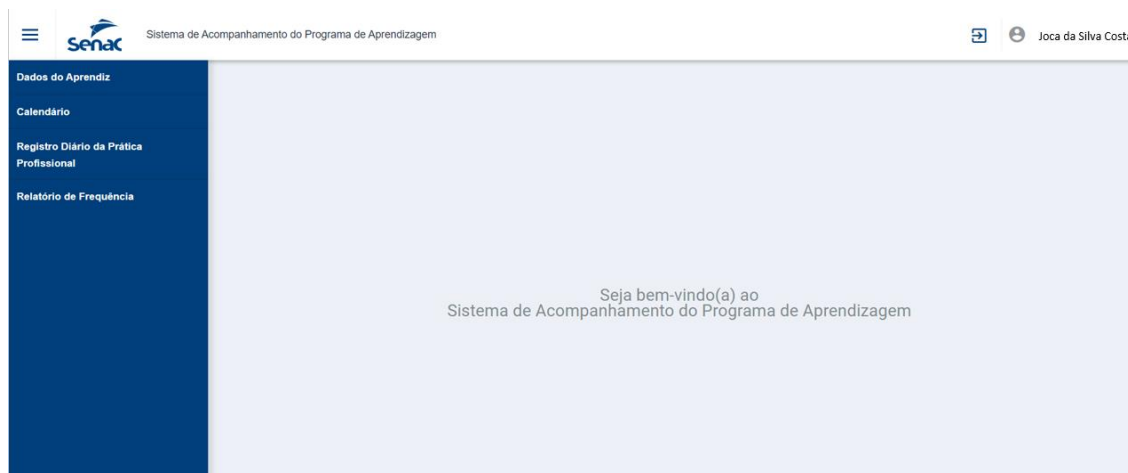 Senac
Sistema de Acompanhamento do Programa de Aprendizagem
Joca da Silva Costa
Dados do Aprendiz
Calendário
Registro Diário da Prática
Profissional
Relatório de Frequência
Seja bem-vindo(a) ao
Sistema de Acompanhamento do Programa de Aprendizagem